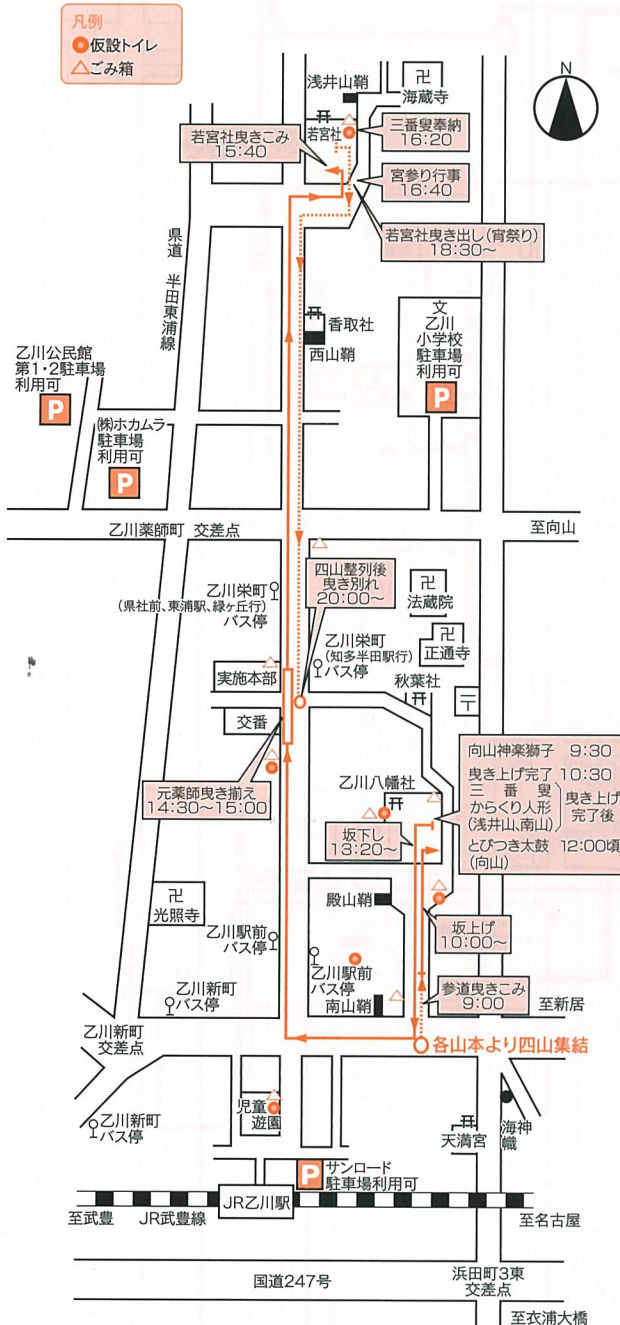 凡例
仮設トイレ
ごみ箱
N
浅井山鞘
卍
海蔵寺
若宮社
三番叟奉納
16:20
若宮社曳きこみ
15:40
宮参り行事
16:40
若宮社曳き出し(宵祭り)
18:30～
県道 半田東浦線
香取社
西山鞘
文
乙川
小学校
駐車場
利用可
P
乙川公民館
第1・2駐車場
利用可
P
㈱ホカムラ
駐車場
利用可
P
乙川薬師町 交差点
至向山
四山整列後
曳き別れ
20:00～
乙川栄町
(県社前、東浦駅、緑ヶ丘行)
バス停
卍
法蔵院
卍
正通寺
乙川栄町
(知多半田駅行)
バス停
実施本部
秋葉社
〒
交番
元薬師曳き揃え
14:30～15:00
乙川八幡社
向山神楽獅子 9:30
曳き上げ完了 10:30
三番叟
からくり人形
(浅井山、南山)
曳き上げ
完了後
とびつき太鼓 12:00頃
(向山)
坂下し
13:20～
卍
光照寺
殿山鞘
坂上げ
10:00～
乙川駅前
バス停
乙川駅前
バス停
乙川新町
バス停
南山鞘
参道曳きこみ
9:00
至新居
乙川新町
交差点
各山本より四山集結
乙川新町
バス停
児童
遊園
天満宮
海神
幟
P
サンロード
駐車場利用可
至武豊
JR武豊線
JR乙川駅
至名古屋
国道247号
浜田町3東
交差点
至衣浦大橋